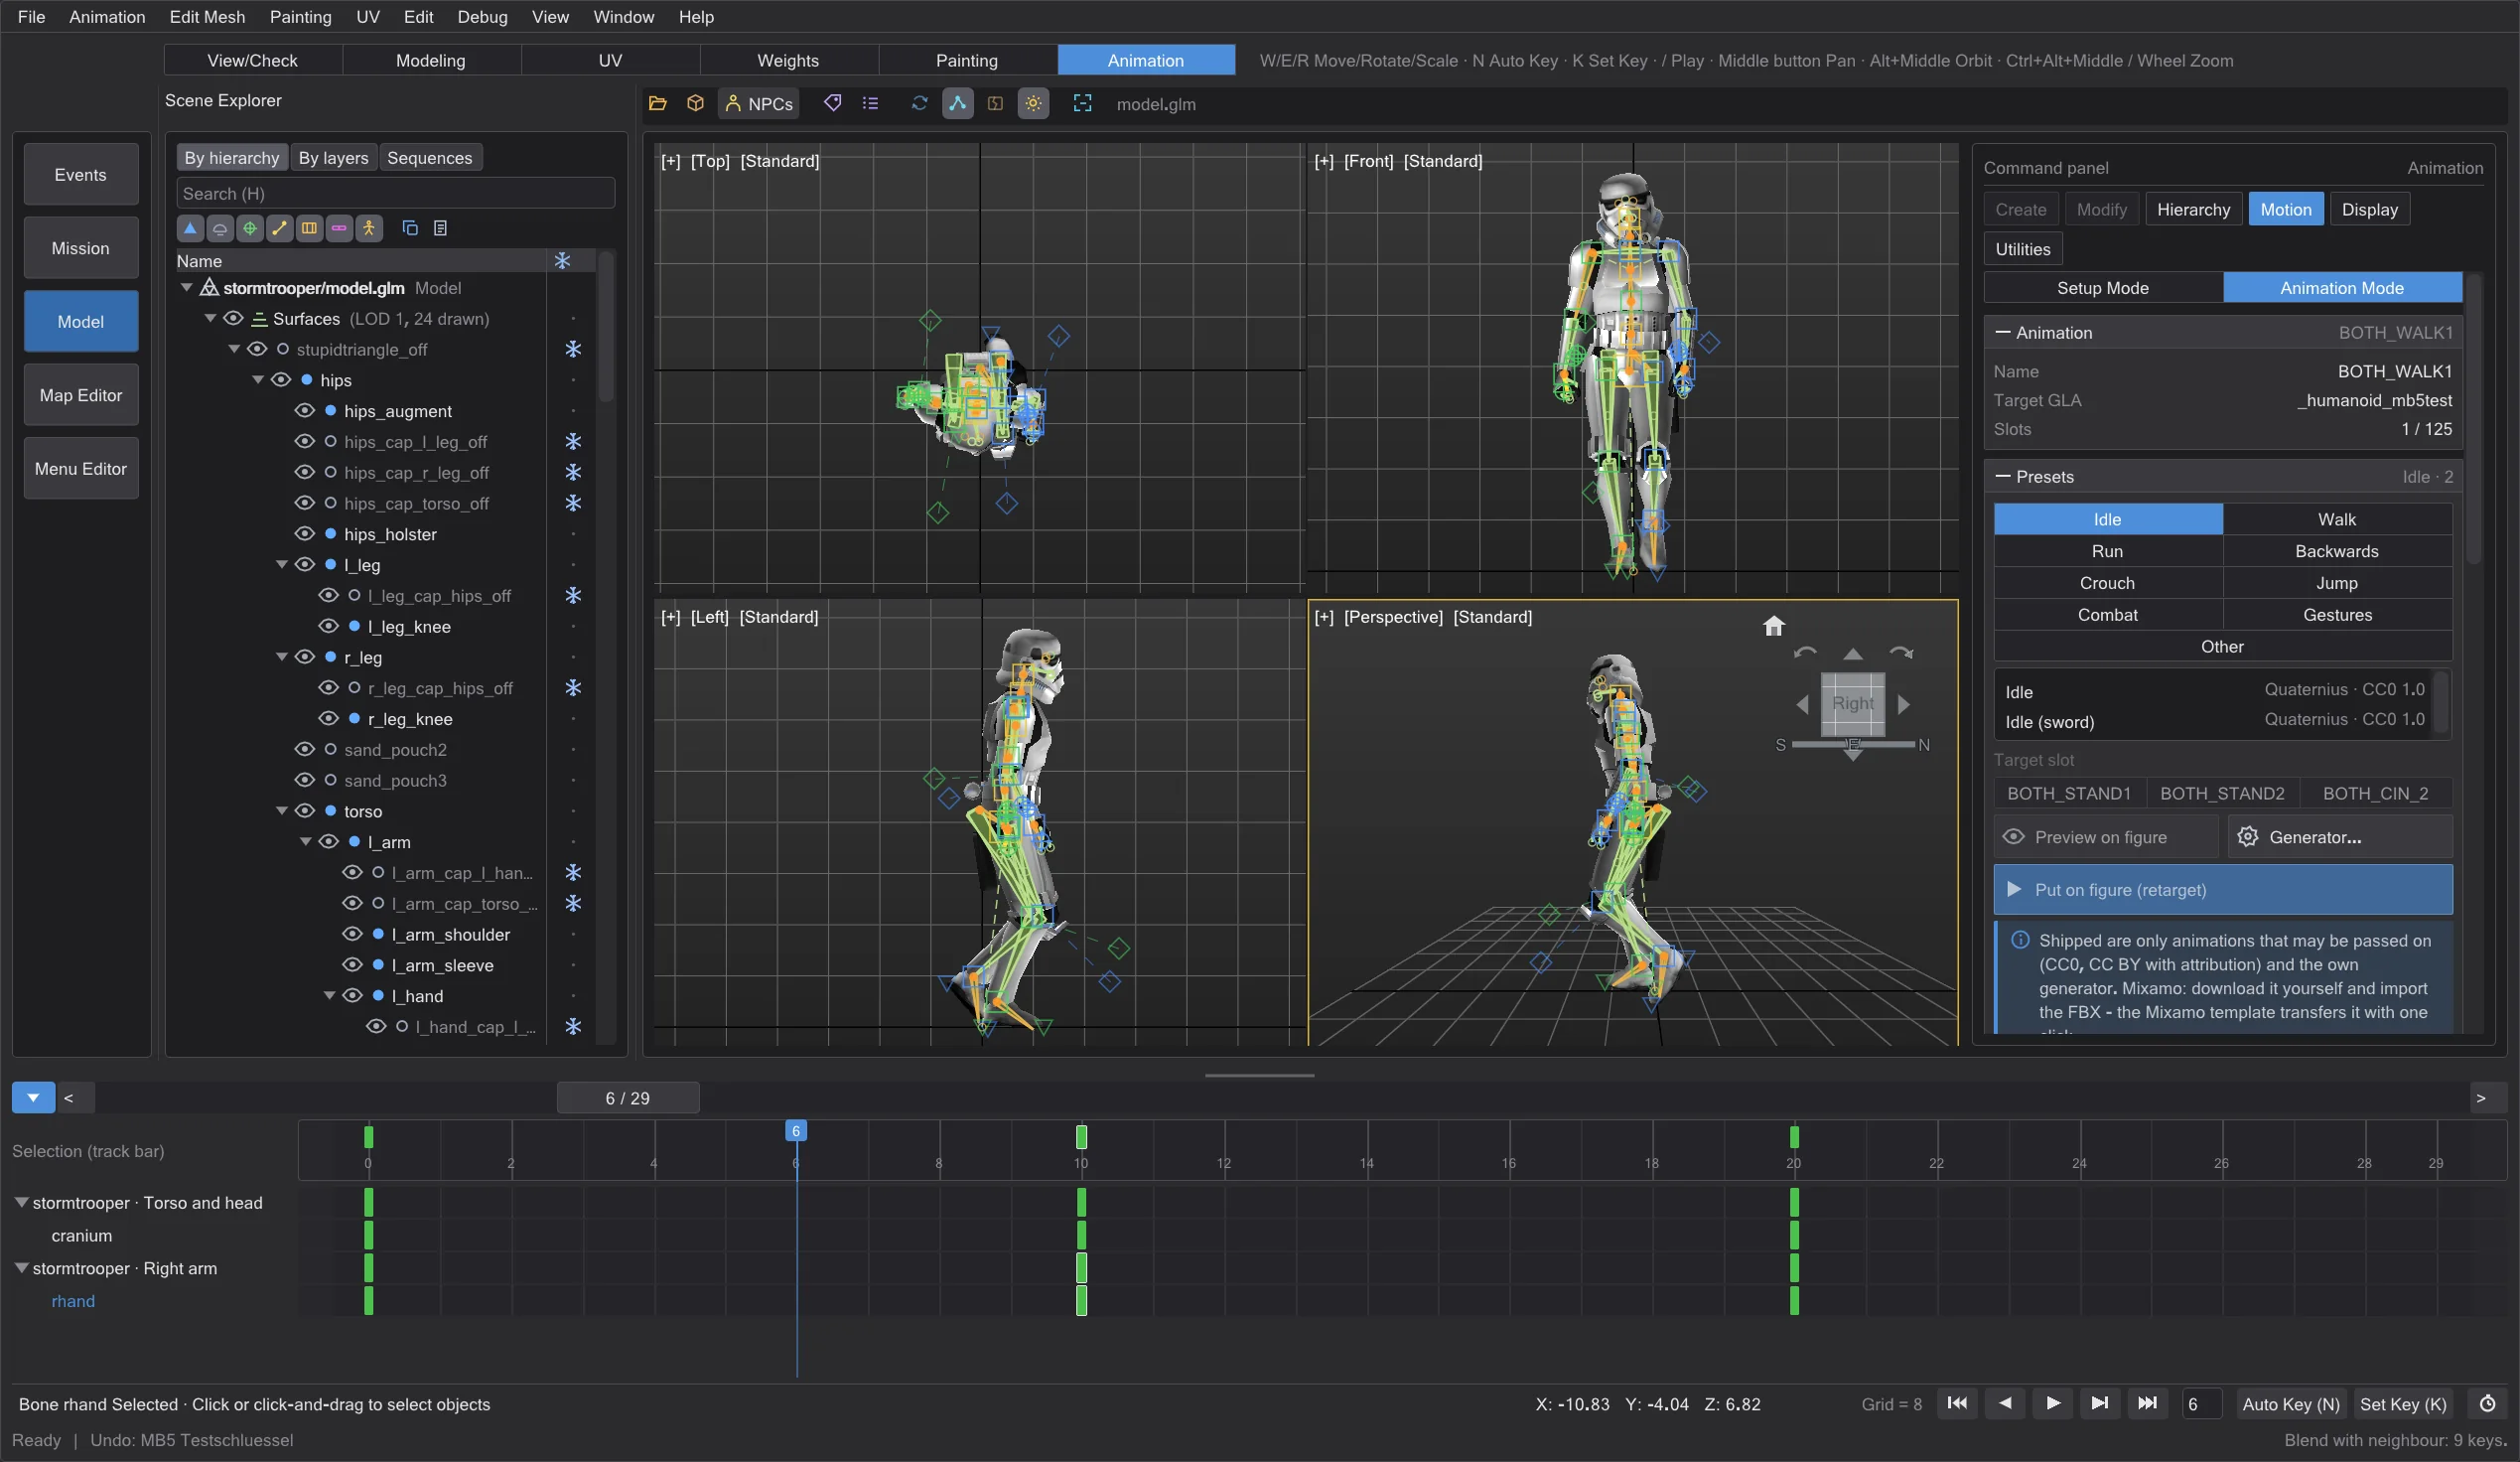 File Animation Edit Mesh Painting UV Edit Debug View Window Help
View/Check Modeling UV Weights Painting Animation W/E/R Move/Rotate/Scale · N Auto Key · K Set Key · / Play · Middle button Pan · Alt+Middle Orbit · Ctrl+Alt+Middle / Wheel Zoom
Scene Explorer
NPCs model.glm
Events
Mission
Model
Map Editor
Menu Editor
By hierarchy By layers Sequences
Search (H)
Name
stormtrooper/model.glm Model
Surfaces (LOD 1, 24 drawn)
stupidtriangle_off
hips
hips_augment
hips_cap_l_leg_off
hips_cap_r_leg_off
hips_cap_torso_off
hips_holster
l_leg
l_leg_cap_hips_off
l_leg_knee
r_leg
r_leg_cap_hips_off
r_leg_knee
sand_pouch2
sand_pouch3
torso
l_arm
l_arm_cap_l_han...
l_arm_cap_torso_...
l_arm_shoulder
l_arm_sleeve
l_hand
l_hand_cap_l_...
[+] [Top] [Standard]
[+] [Front] [Standard]
[+] [Left] [Standard]
[+] [Perspective] [Standard]
Right
S E N
Command panel Animation
Create Modify Hierarchy Motion Display
Utilities
Setup Mode Animation Mode
Animation BOTH_WALK1
Name BOTH_WALK1
Target GLA _humanoid_mb5test
Slots 1 / 125
Presets Idle · 2
Idle Walk
Run Backwards
Crouch Jump
Combat Gestures
Other
Idle Quaternius · CC0 1.0
Idle (sword) Quaternius · CC0 1.0
Target slot
BOTH_STAND1 BOTH_STAND2 BOTH_CIN_2
Preview on figure Generator...
Put on figure (retarget)
Shipped are only animations that may be passed on
(CC0, CC BY with attribution) and the own
generator. Mixamo: download it yourself and import
the FBX - the Mixamo template transfers it with one
< 6 / 29 >
6
Selection (track bar)
0 2 4 6 8 10 12 14 16 18 20 22 24 26 28 29
stormtrooper · Torso and head
cranium
stormtrooper · Right arm
rhand
Bone rhand Selected · Click or click-and-drag to select objects X: -10.83 Y: -4.04 Z: 6.82 Grid = 8 6 Auto Key (N) Set Key (K)
Ready | Undo: MB5 Testschluessel Blend with neighbour: 9 keys.